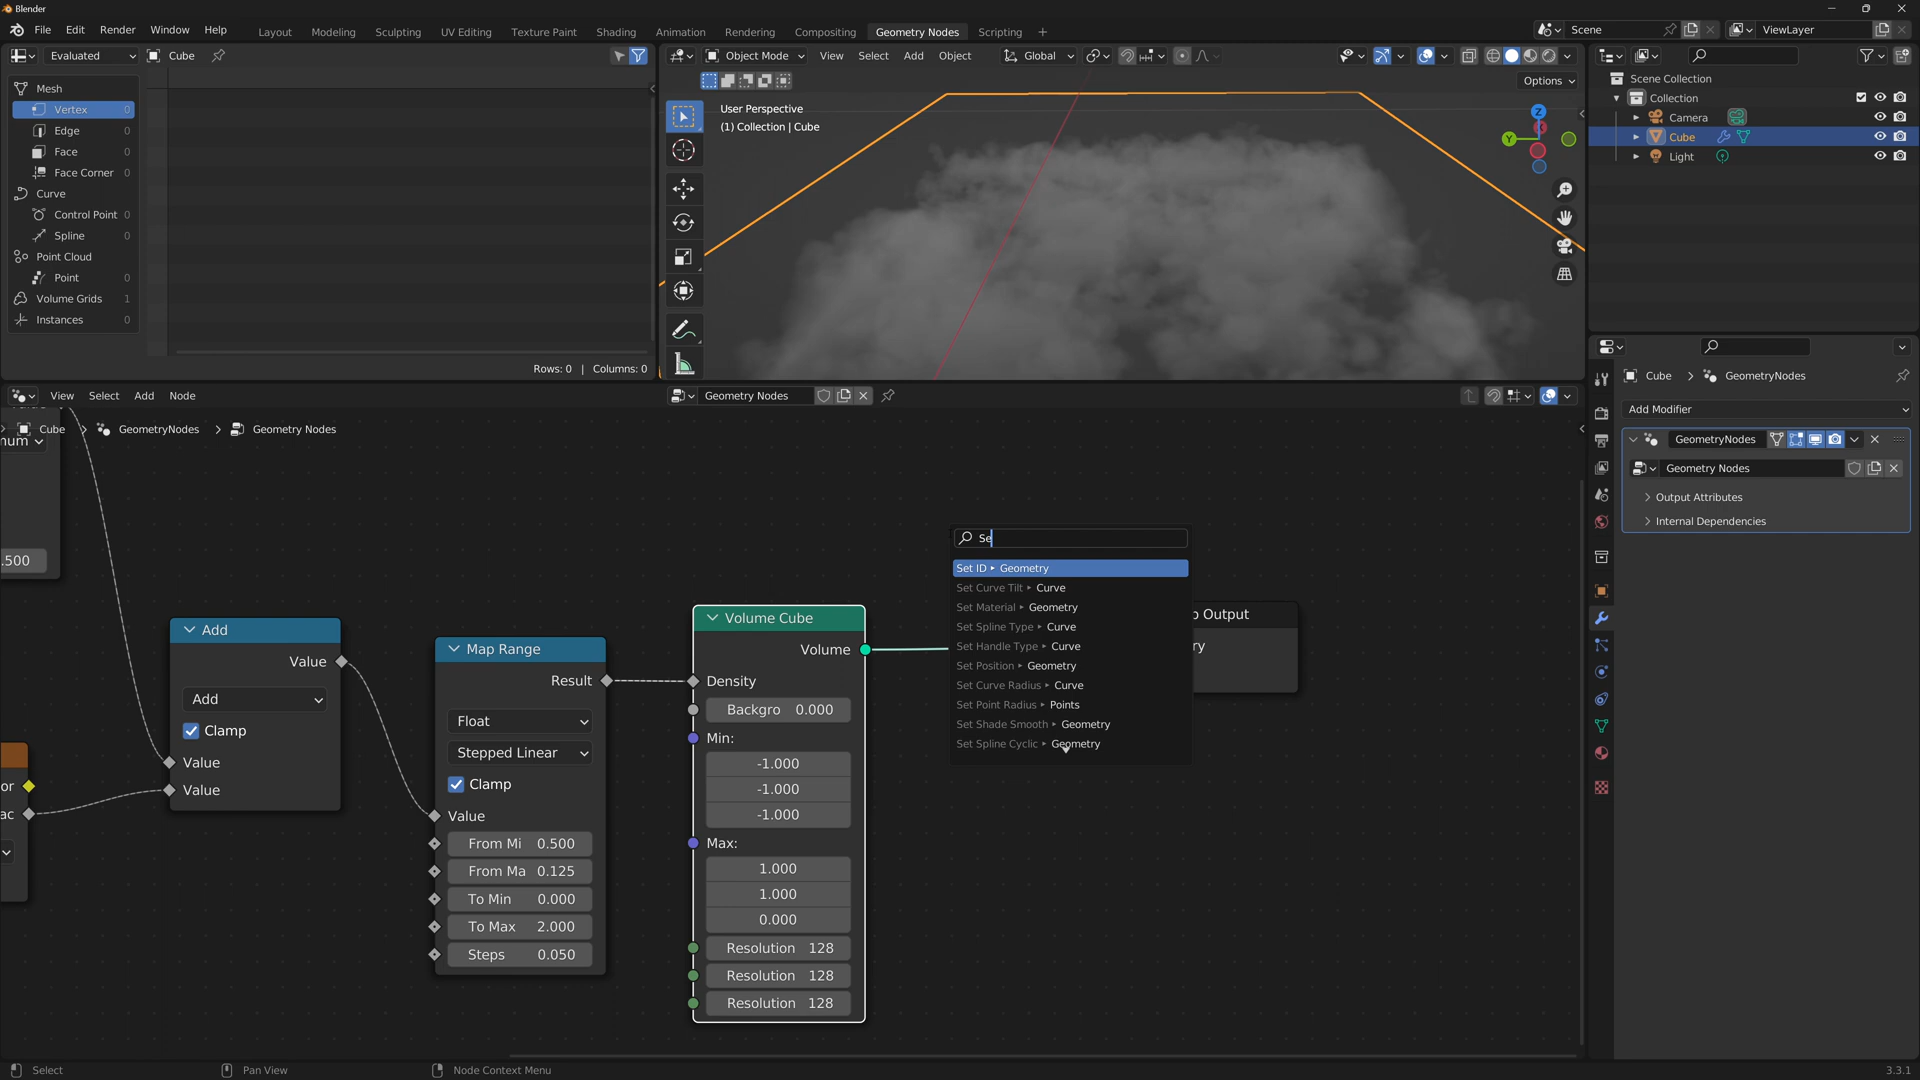 Blender
File Edit Render Window Help
Layout Modeling Sculpting UV Editing Texture Paint Shading Animation Rendering Compositing Geometry Nodes Scripting
Scene
ViewLayer
Evaluated
Cube
Object Mode
View Select Add Object
Global
Options
Mesh
Vertex 0
Edge 0
Face 0
Face Corner 0
Curve
Control Point 0
Spline 0
Point Cloud
Point 0
Volume Grids 1
Instances 0
Rows: 0 | Columns: 0
User Perspective
(1) Collection | Cube
Z
Y
Scene Collection
Collection
Camera
Cube
Light
View Select Add Node
Geometry Nodes
Cube > GeometryNodes > Geometry Nodes
num
.500
or
ac
Add
Value
Add
Clamp
Value
Value
Map Range
Result
Float
Stepped Linear
Clamp
Value
From Mi 0.500
From Ma 0.125
To Min 0.000
To Max 2.000
Steps 0.050
Volume Cube
Volume
Density
Backgro 0.000
Min:
-1.000
-1.000
-1.000
Max:
1.000
1.000
0.000
Resolution 128
Resolution 128
Resolution 128
Se
Set ID ▸ Geometry
Set Curve Tilt ▸ Curve
Set Material ▸ Geometry
Set Spline Type ▸ Curve
Set Handle Type ▸ Curve
Set Position ▸ Geometry
Set Curve Radius ▸ Curve
Set Point Radius ▸ Points
Set Shade Smooth ▸ Geometry
Set Spline Cyclic ▸ Geometry
p Output
ry
Cube > GeometryNodes
Add Modifier
GeometryNodes
Geometry Nodes
Output Attributes
Internal Dependencies
Select
Pan View
Node Context Menu
3.3.1